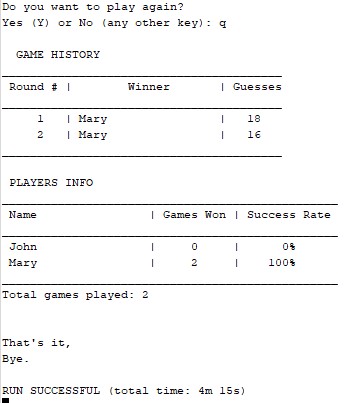 Do you want to play again?
Yes (Y) or No (any other key): q
GAME HISTORY
Round # | Winner | Guesses
1 | Mary | 18
2 | Mary | 16
PLAYERS INFO
Name | Games Won | Success Rate
John | 0 | 0%
Mary | 2 | 100%
Total games played: 2
That's it,
Bye.
RUN SUCCESSFUL (total time: 4m 15s)